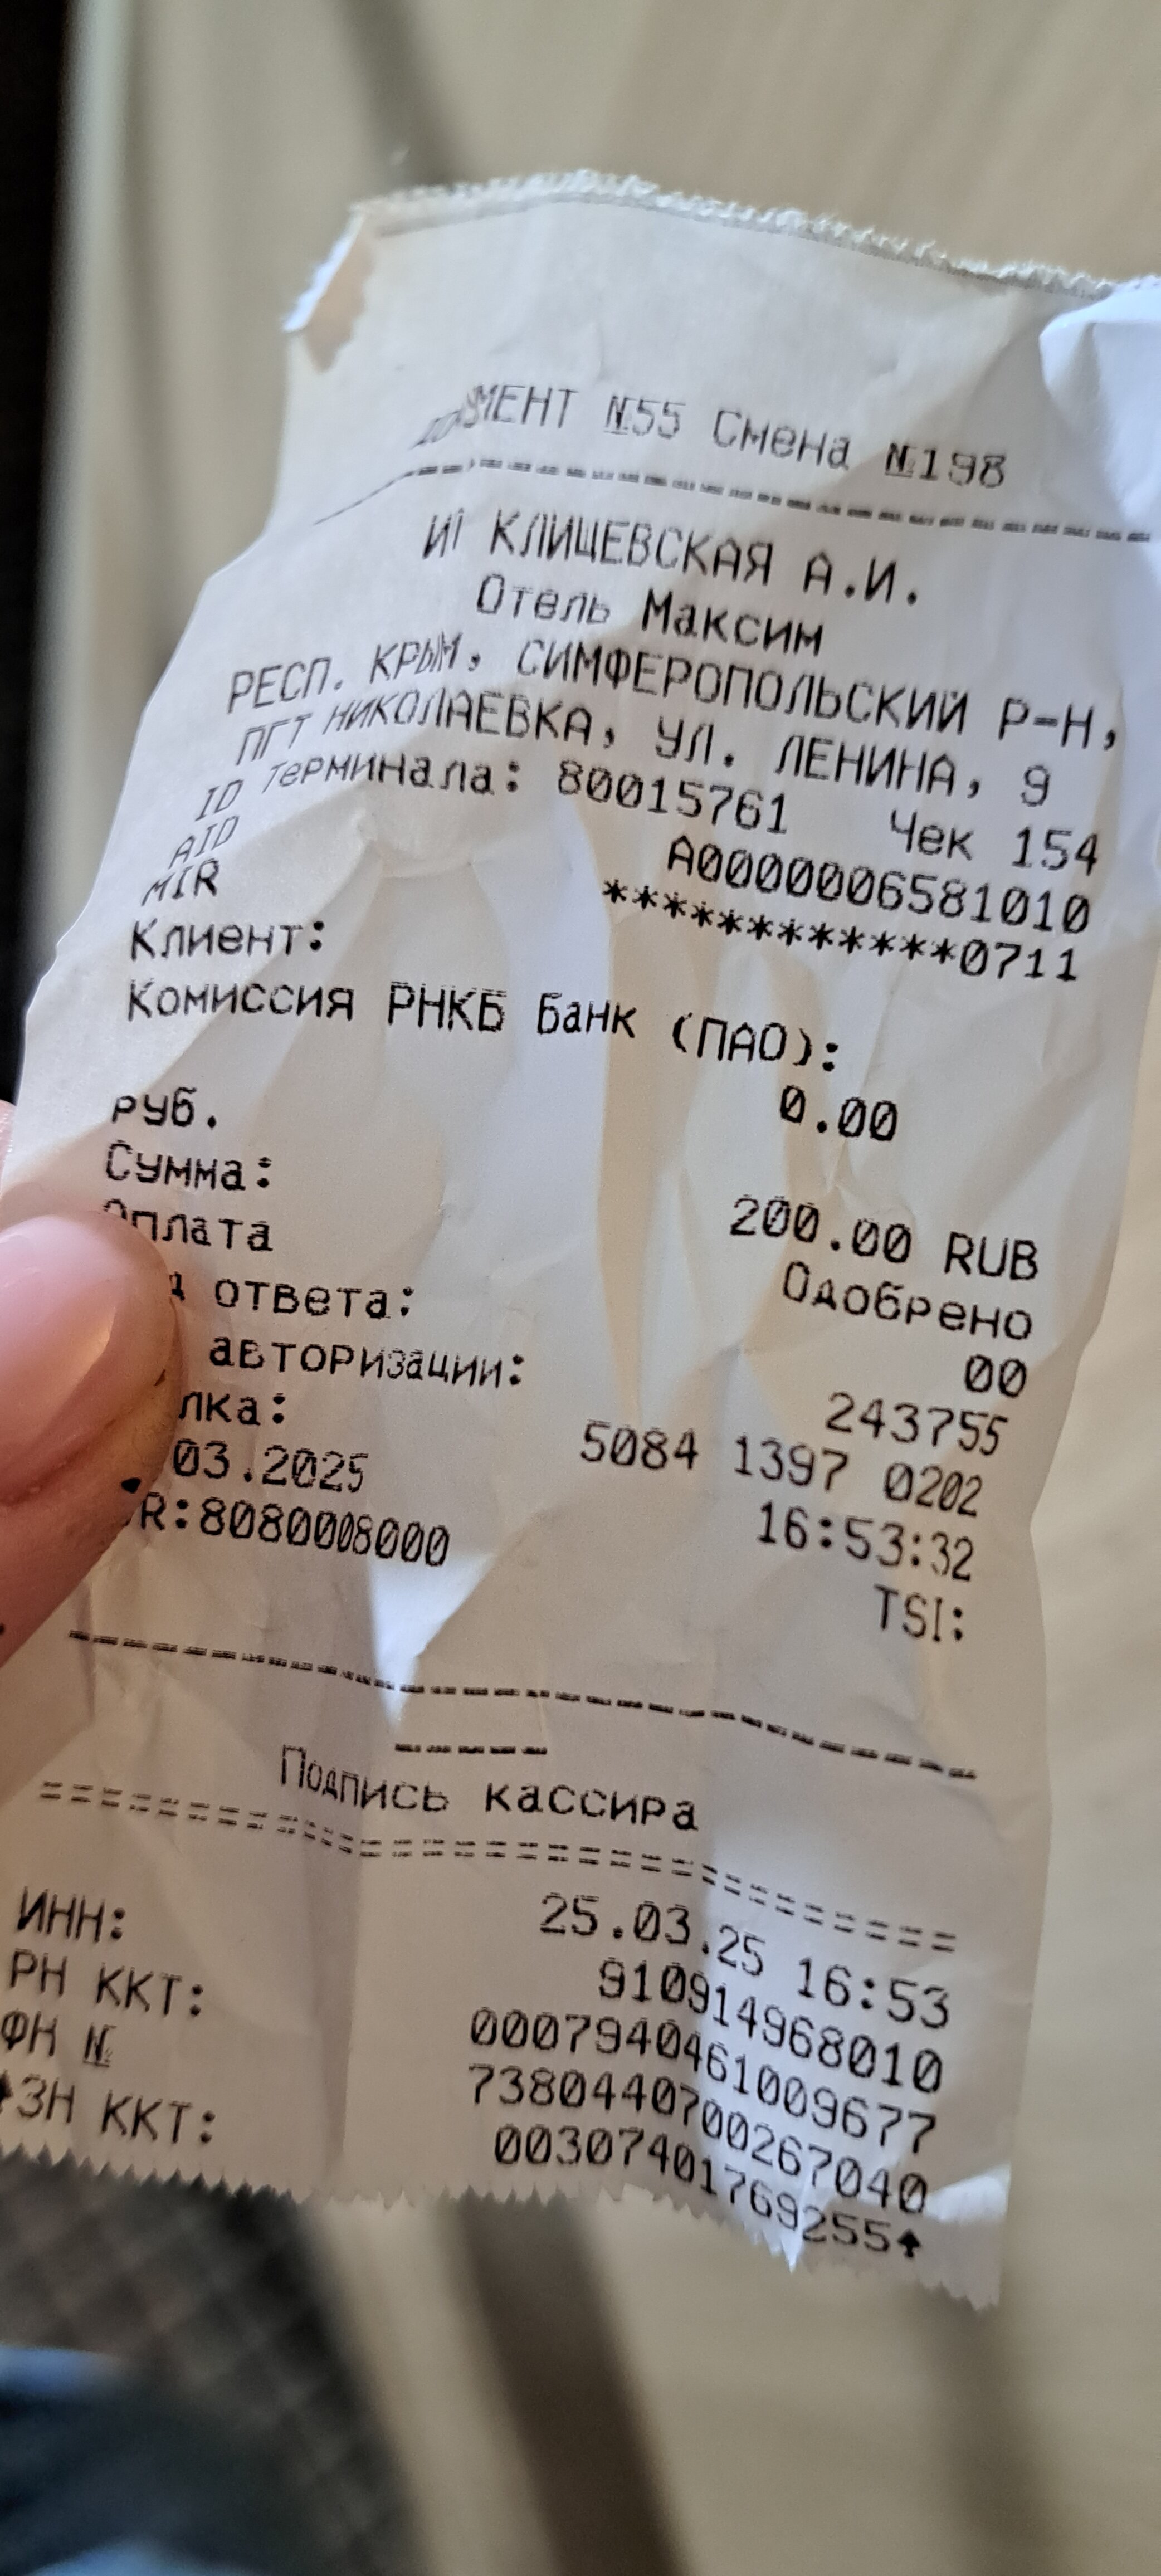 МЕНТ №55 Смена №198
КЛИЩЕВСКАЯ А.И.
Отель Максим
РЕСП. КРЫМ, СИМФЕРОПОЛЬСКИЙ Р-Н,
ПГТ НИКОЛАЕВКА, УЛ. ЛЕНИНА, 9
ID Терминала: 80015761 Чек 154
AID A0000006581010
MIR ************0711
Клиент:
Комиссия РНКБ Банк (ПАО):
0.00
руб.
Сумма:
200.00 RUB
Оплата Одобрено
ответа: 00
авторизации: 243755
лка: 5084 1397 0202
03.2025 16:53:32
R:8080008000 TSI:
Подпись кассира
25.03.25 16:53
ИНН: 910914968010
РН ККТ: 0007940461009677
ФН № 7380440700267040
ЗН ККТ: 00307401769255